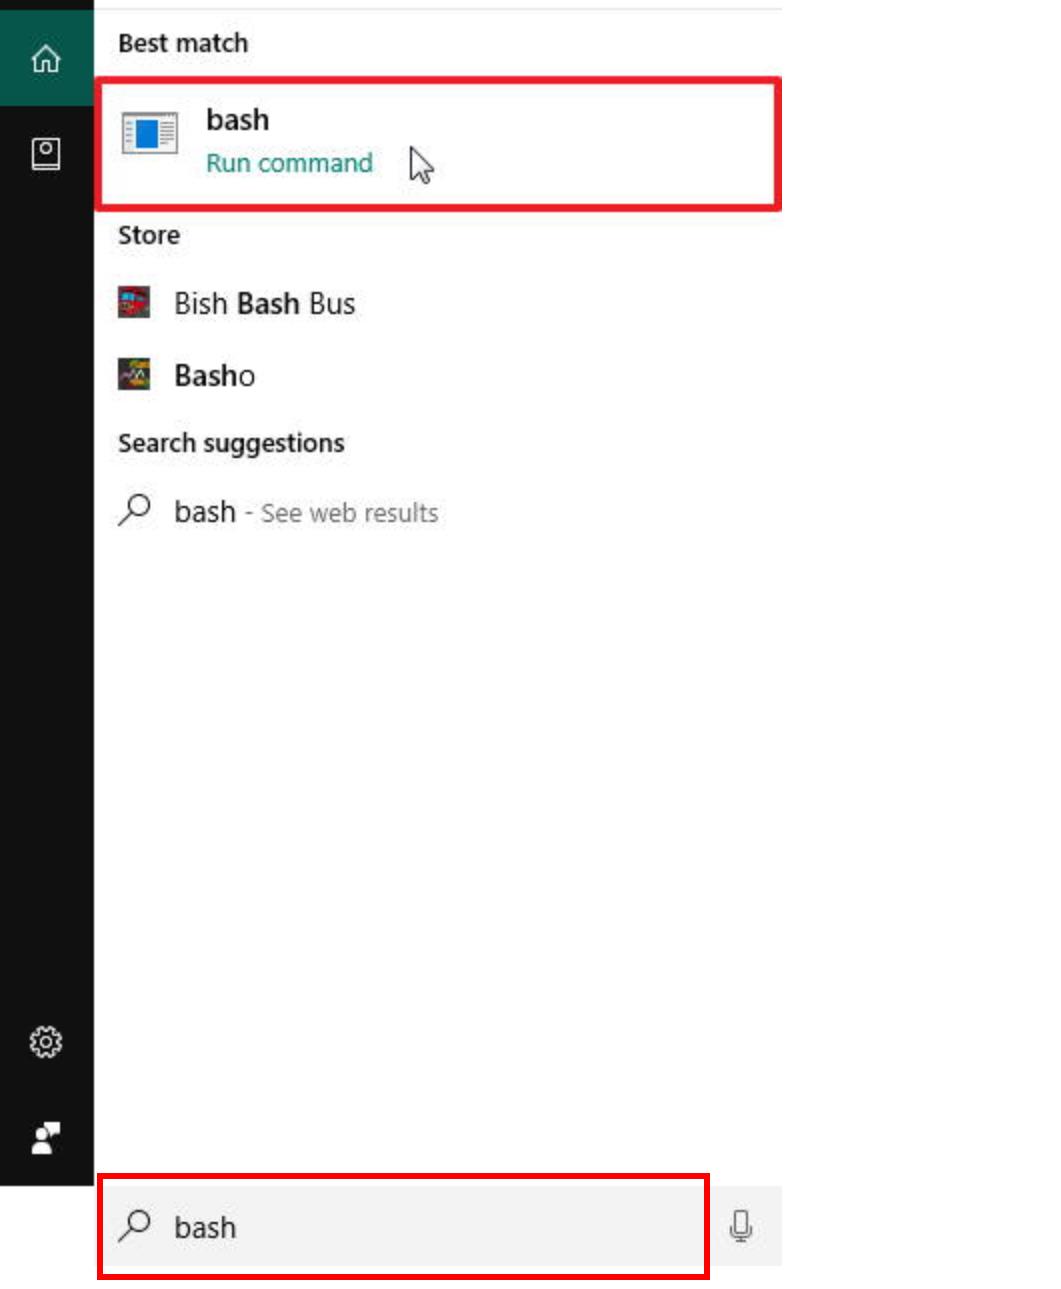 Best match
bash
Run command
Store
Bish Bash Bus
Basho
Search suggestions
bash - See web results
bash